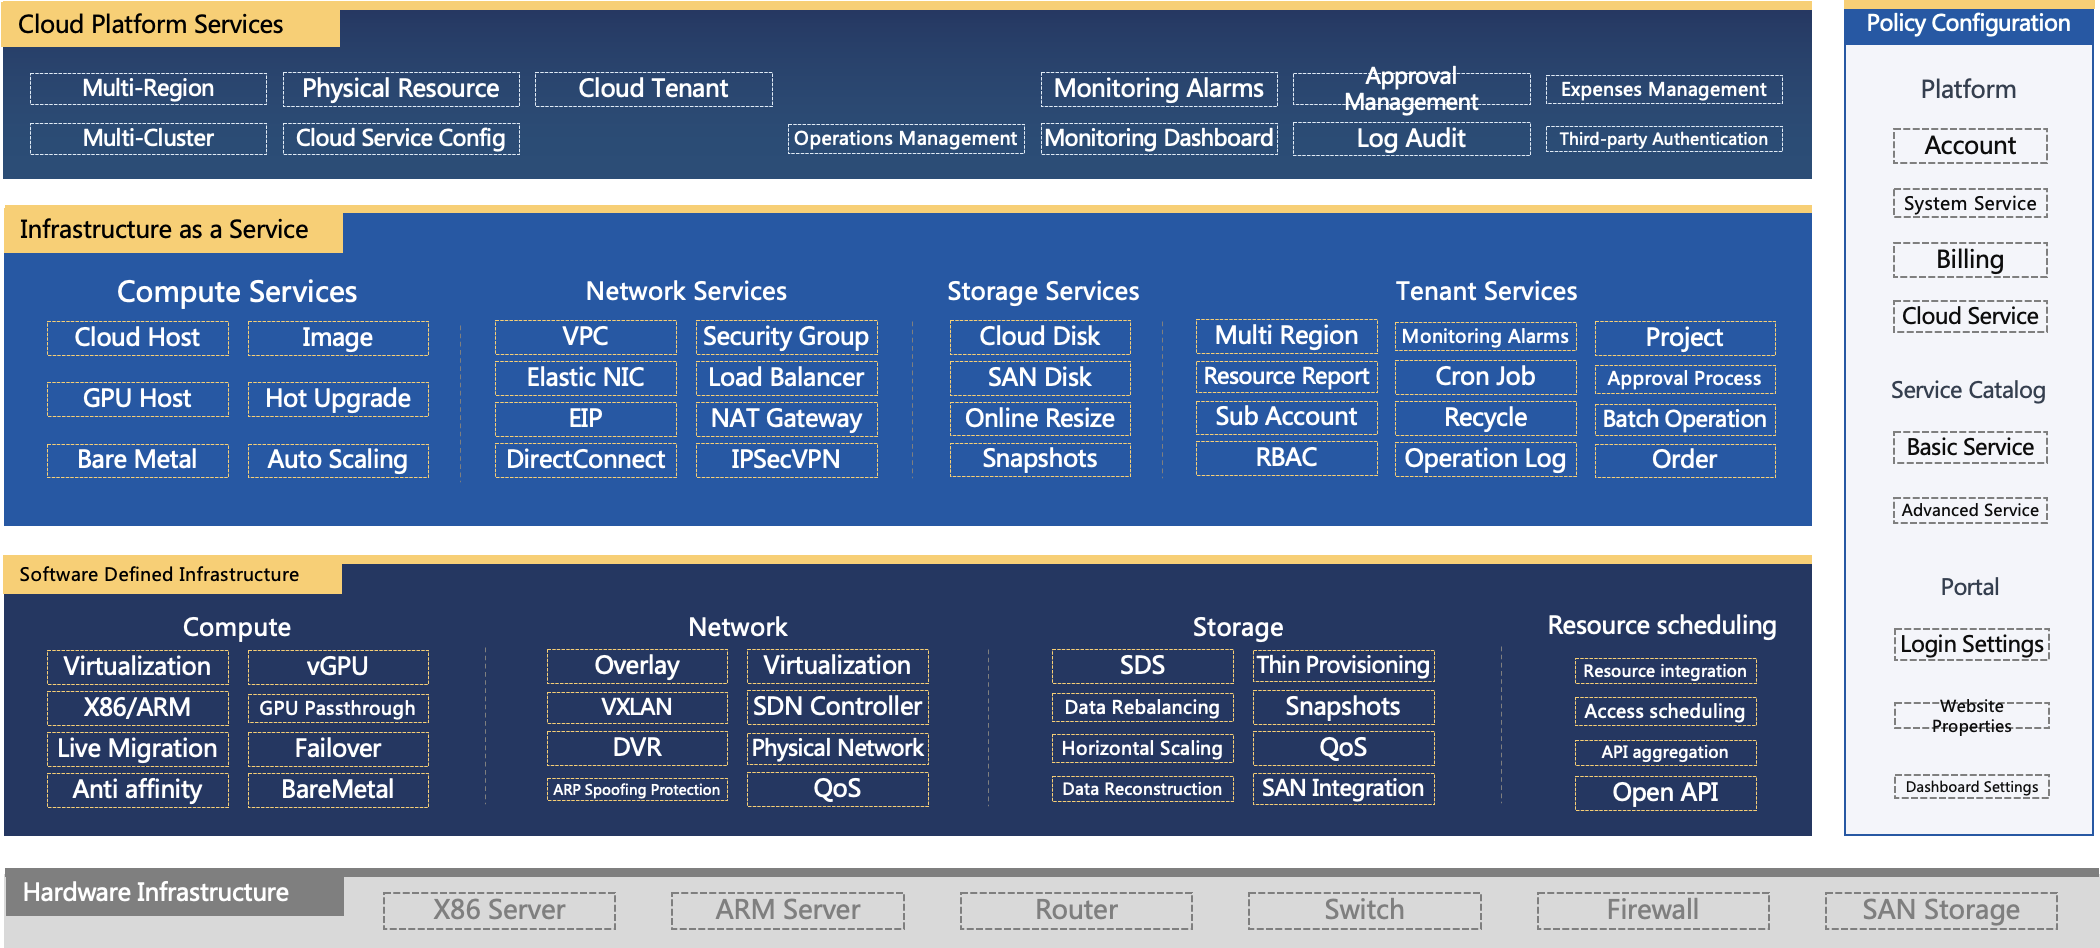 Cloud Platform Services
Multi-Region
Physical Resource
Cloud Tenant
Monitoring Alarms
Approval
Management
Expenses Management
Multi-Cluster
Cloud Service Config
Operations Management
Monitoring Dashboard
Log Audit
Third-party Authentication
Infrastructure as a Service
Compute Services
Cloud Host
Image
GPU Host
Hot Upgrade
Bare Metal
Auto Scaling
Network Services
VPC
Security Group
Elastic NIC
Load Balancer
EIP
NAT Gateway
DirectConnect
IPSecVPN
Storage Services
Cloud Disk
SAN Disk
Online Resize
Snapshots
Tenant Services
Multi Region
Monitoring Alarms
Project
Resource Report
Cron Job
Approval Process
Sub Account
Recycle
Batch Operation
RBAC
Operation Log
Order
Software Defined Infrastructure
Compute
Virtualization
vGPU
X86/ARM
GPU Passthrough
Live Migration
Failover
Anti affinity
BareMetal
Network
Overlay
Virtualization
VXLAN
SDN Controller
DVR
Physical Network
ARP Spoofing Protection
QoS
Storage
SDS
Thin Provisioning
Data Rebalancing
Snapshots
Horizontal Scaling
QoS
Data Reconstruction
SAN Integration
Resource scheduling
Resource integration
Access scheduling
API aggregation
Open API
Policy Configuration
Platform
Account
System Service
Billing
Cloud Service
Service Catalog
Basic Service
Advanced Service
Portal
Login Settings
Website
Properties
Dashboard Settings
Hardware Infrastructure
X86 Server
ARM Server
Router
Switch
Firewall
SAN Storage